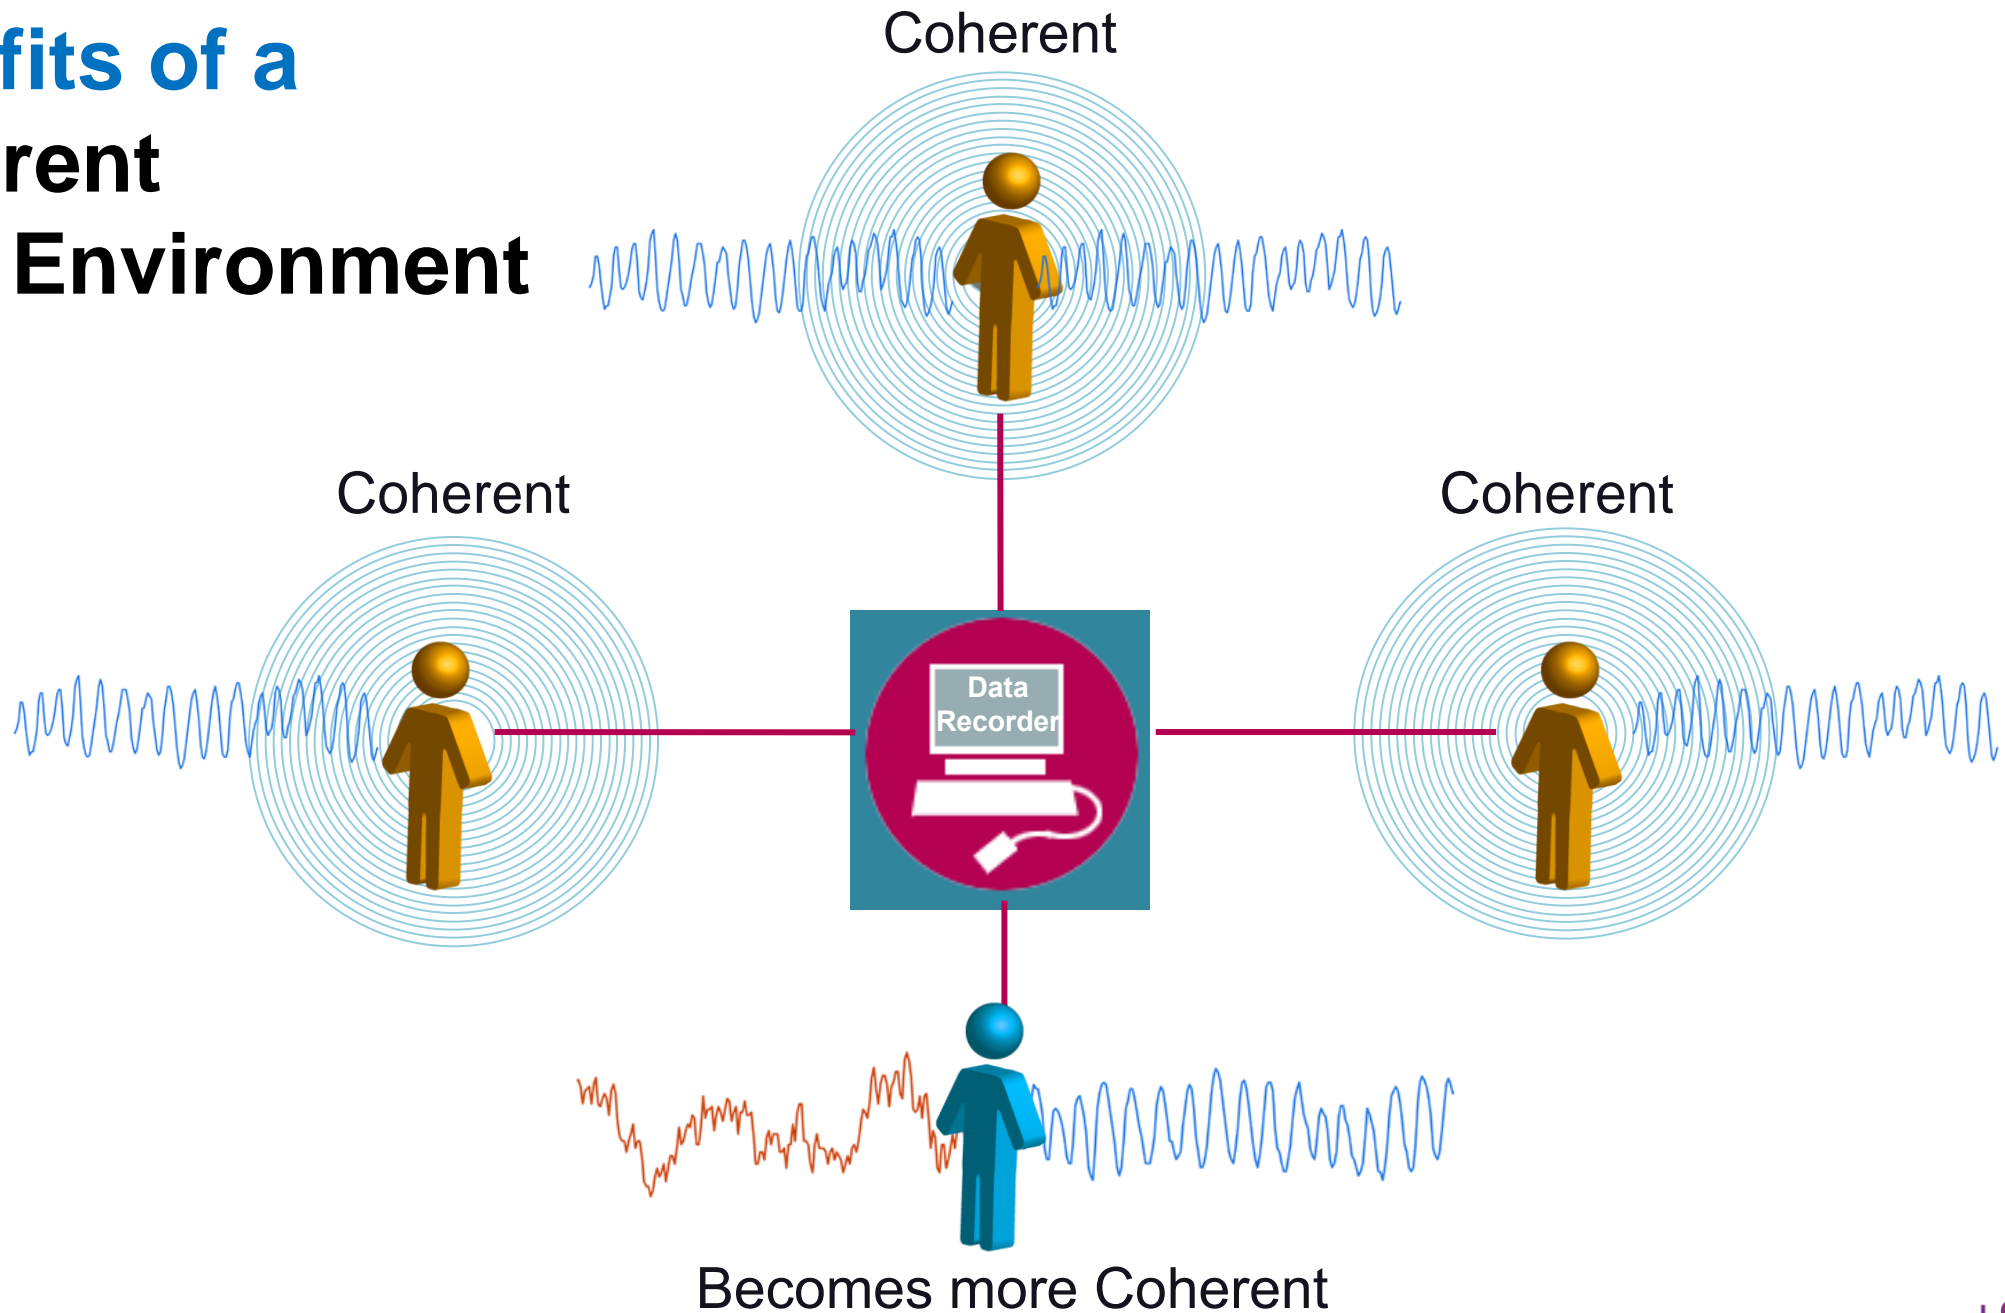 fits of a
rent
Environment
Coherent
Coherent
Coherent
Data
Recorder
Becomes more Coherent